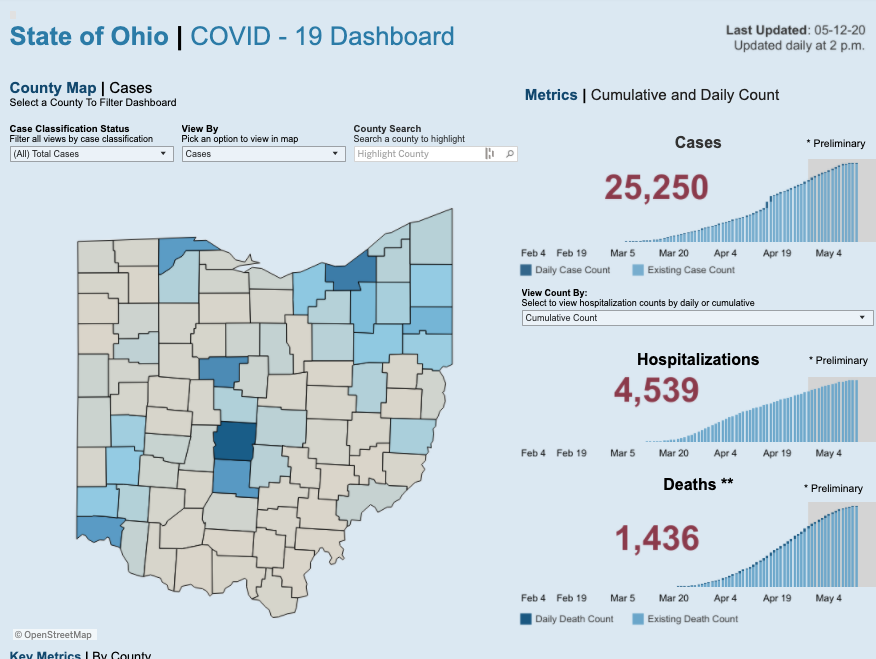 State of Ohio | COVID - 19 Dashboard
Last Updated: 05-12-20
Updated daily at 2 p.m.
County Map | Cases
Select a County To Filter Dashboard
Case Classification Status
Filter all views by case classification
(All) Total Cases
View By
Pick an option to view in map
Cases
County Search
Search a county to highlight
Highlight County
© OpenStreetMap
Key Metrics | By County
Metrics | Cumulative and Daily Count
Cases
* Preliminary
25,250
Feb 4 Feb 19 Mar 5 Mar 20 Apr 4 Apr 19 May 4
Daily Case Count Existing Case Count
View Count By:
Select to view hospitalization counts by daily or cumulative
Cumulative Count
Hospitalizations
* Preliminary
4,539
Feb 4 Feb 19 Mar 5 Mar 20 Apr 4 Apr 19 May 4
Deaths **
* Preliminary
1,436
Feb 4 Feb 19 Mar 5 Mar 20 Apr 4 Apr 19 May 4
Daily Death Count Existing Death Count